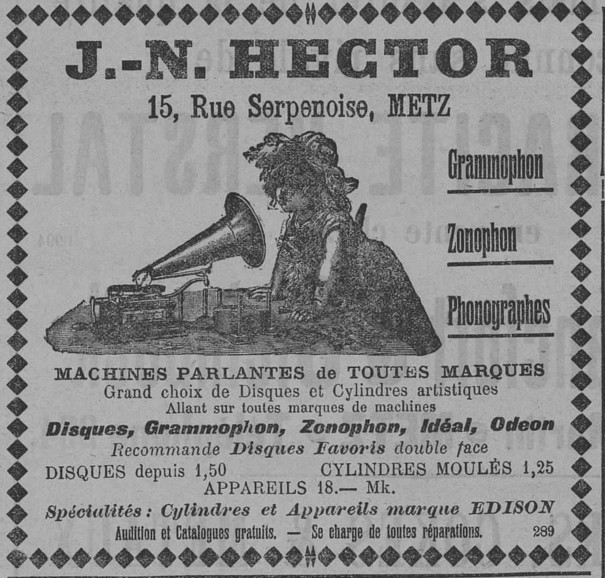 J.-N. HECTOR
15, Rue Serpenoise, METZ
Grammophon
Zonophon
Phonographes
MACHINES PARLANTES de TOUTES MARQUES
Grand choix de Disques et Cylindres artistiques
Allant sur toutes marques de machines
Disques, Grammophon, Zonophon, Idéal, Odeon
Recommande Disques Favoris double face
DISQUES depuis 1,50 CYLINDRES MOULÉS 1,25
APPAREILS 18.— Mk.
Spécialités : Cylindres et Appareils marque EDISON
Audition et Catalogues gratuits. — Se charge de toutes réparations. 289